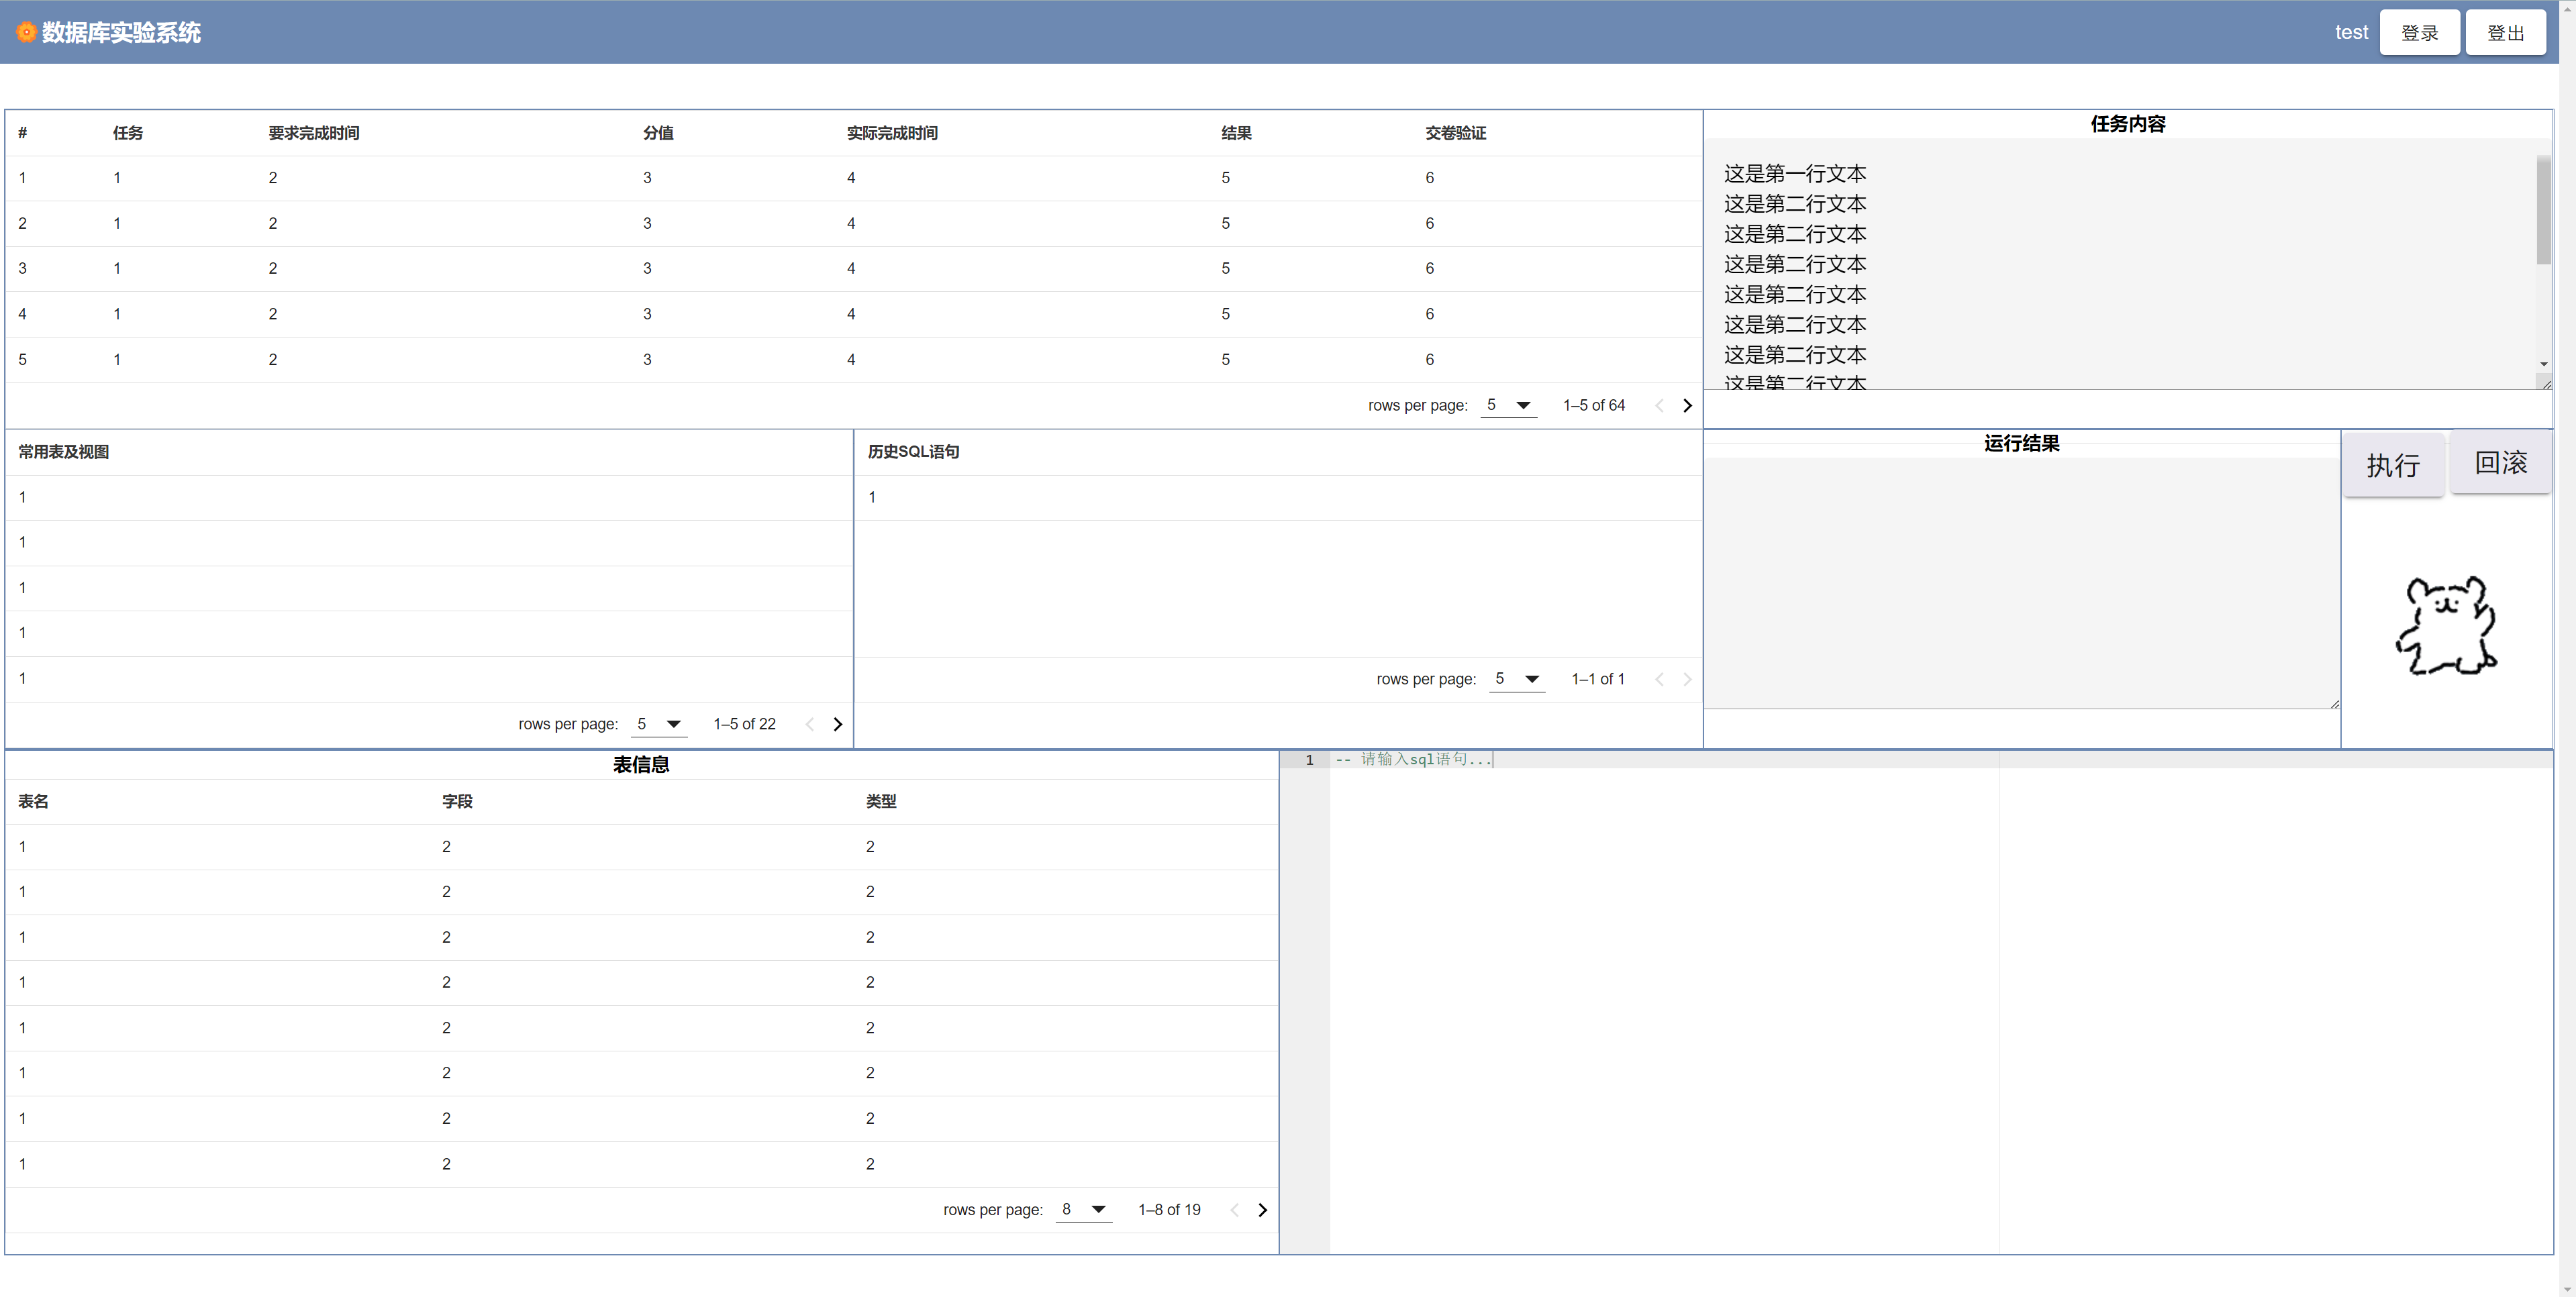 数据库实验系统
test 登录 登出
# 任务 要求完成时间 分值 实际完成时间 结果 交卷验证
1 1 2 3 4 5 6
2 1 2 3 4 5 6
3 1 2 3 4 5 6
4 1 2 3 4 5 6
5 1 2 3 4 5 6
rows per page: 5 1–5 of 64
任务内容
这是第一行文本
这是第二行文本
这是第二行文本
这是第二行文本
这是第二行文本
这是第二行文本
这是第二行文本
这是第二行文本
常用表及视图
1
1
1
1
1
rows per page: 5 1–5 of 22
历史SQL语句
1
rows per page: 5 1–1 of 1
运行结果
执行 回滚
表信息
表名 字段 类型
1 2 2
1 2 2
1 2 2
1 2 2
1 2 2
1 2 2
1 2 2
1 2 2
rows per page: 8 1–8 of 19
1 -- 请输入sql语句...